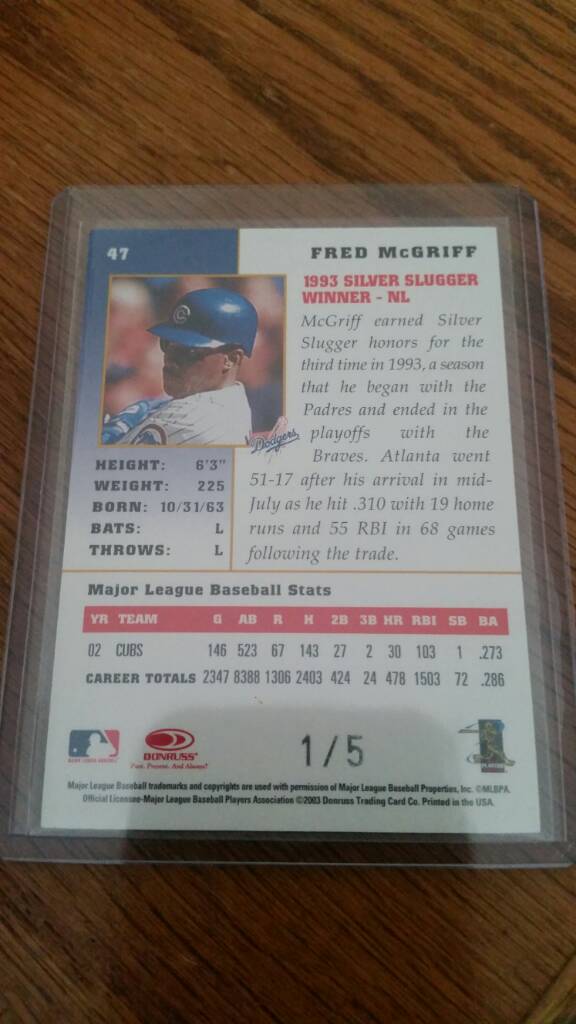 47
FRED McGRIFF
1993 SILVER SLUGGER
WINNER - NL
McGriff earned Silver
Slugger honors for the
third time in 1993, a season
that he began with the
Padres and ended in the
playoffs with the
Braves. Atlanta went
51-17 after his arrival in mid-
July as he hit .310 with 19 home
runs and 55 RBI in 68 games
following the trade.
C
Dodgers
HEIGHT: 6'3"
WEIGHT: 225
BORN: 10/31/63
BATS: L
THROWS: L
Major League Baseball Stats
YR TEAM G AB R H 2B 3B HR RBI SB BA
02 CUBS 146 523 67 143 27 2 30 103 1 .273
CAREER TOTALS 2347 8388 1306 2403 424 24 478 1503 72 .286
DONRUSS
Past, Present, And Always!
1/5
Major League Baseball trademarks and copyrights are used with permission of Major League Baseball Properties, Inc. ©MLBPA.
Official Licensee-Major League Baseball Players Association ©2003 Donruss Trading Card Co. Printed in the USA.